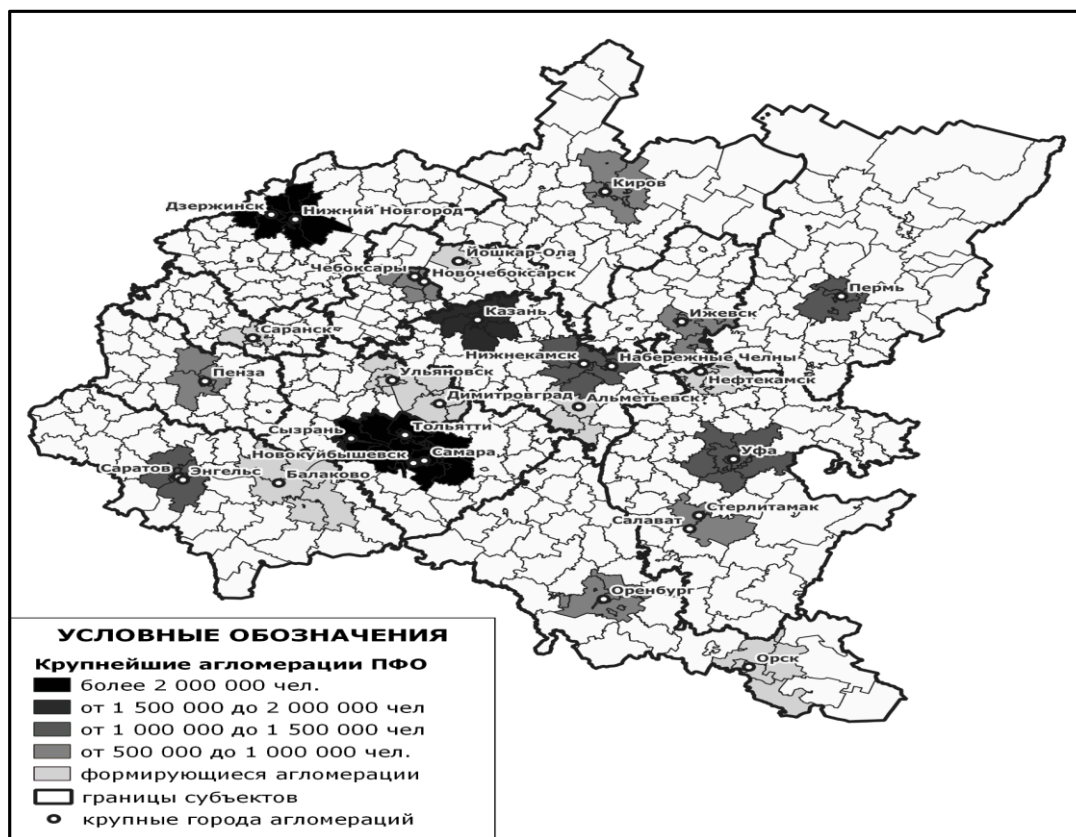 Киров
Дзержинск
Нижний Новгород
Йошкар-Ола
Чебоксары
Новочебоксарск
Пермь
Казань
Ижевск
Саранск
Нижнекамск
Набережные Челны
Пенза
Ульяновск
Нефтекамск
Димитровград
Альметьевск
Сызрань
Тольятти
Новокуйбышевск
Самара
Уфа
Саратов
Энгельс
Балаково
Стерлитамак
Салават
Оренбург
Орск
УСЛОВНЫЕ ОБОЗНАЧЕНИЯ
Крупнейшие агломерации ПФО
более 2 000 000 чел.
от 1 500 000 до 2 000 000 чел
от 1 000 000 до 1 500 000 чел
от 500 000 до 1 000 000 чел.
формирующиеся агломерации
границы субъектов
крупные города агломераций